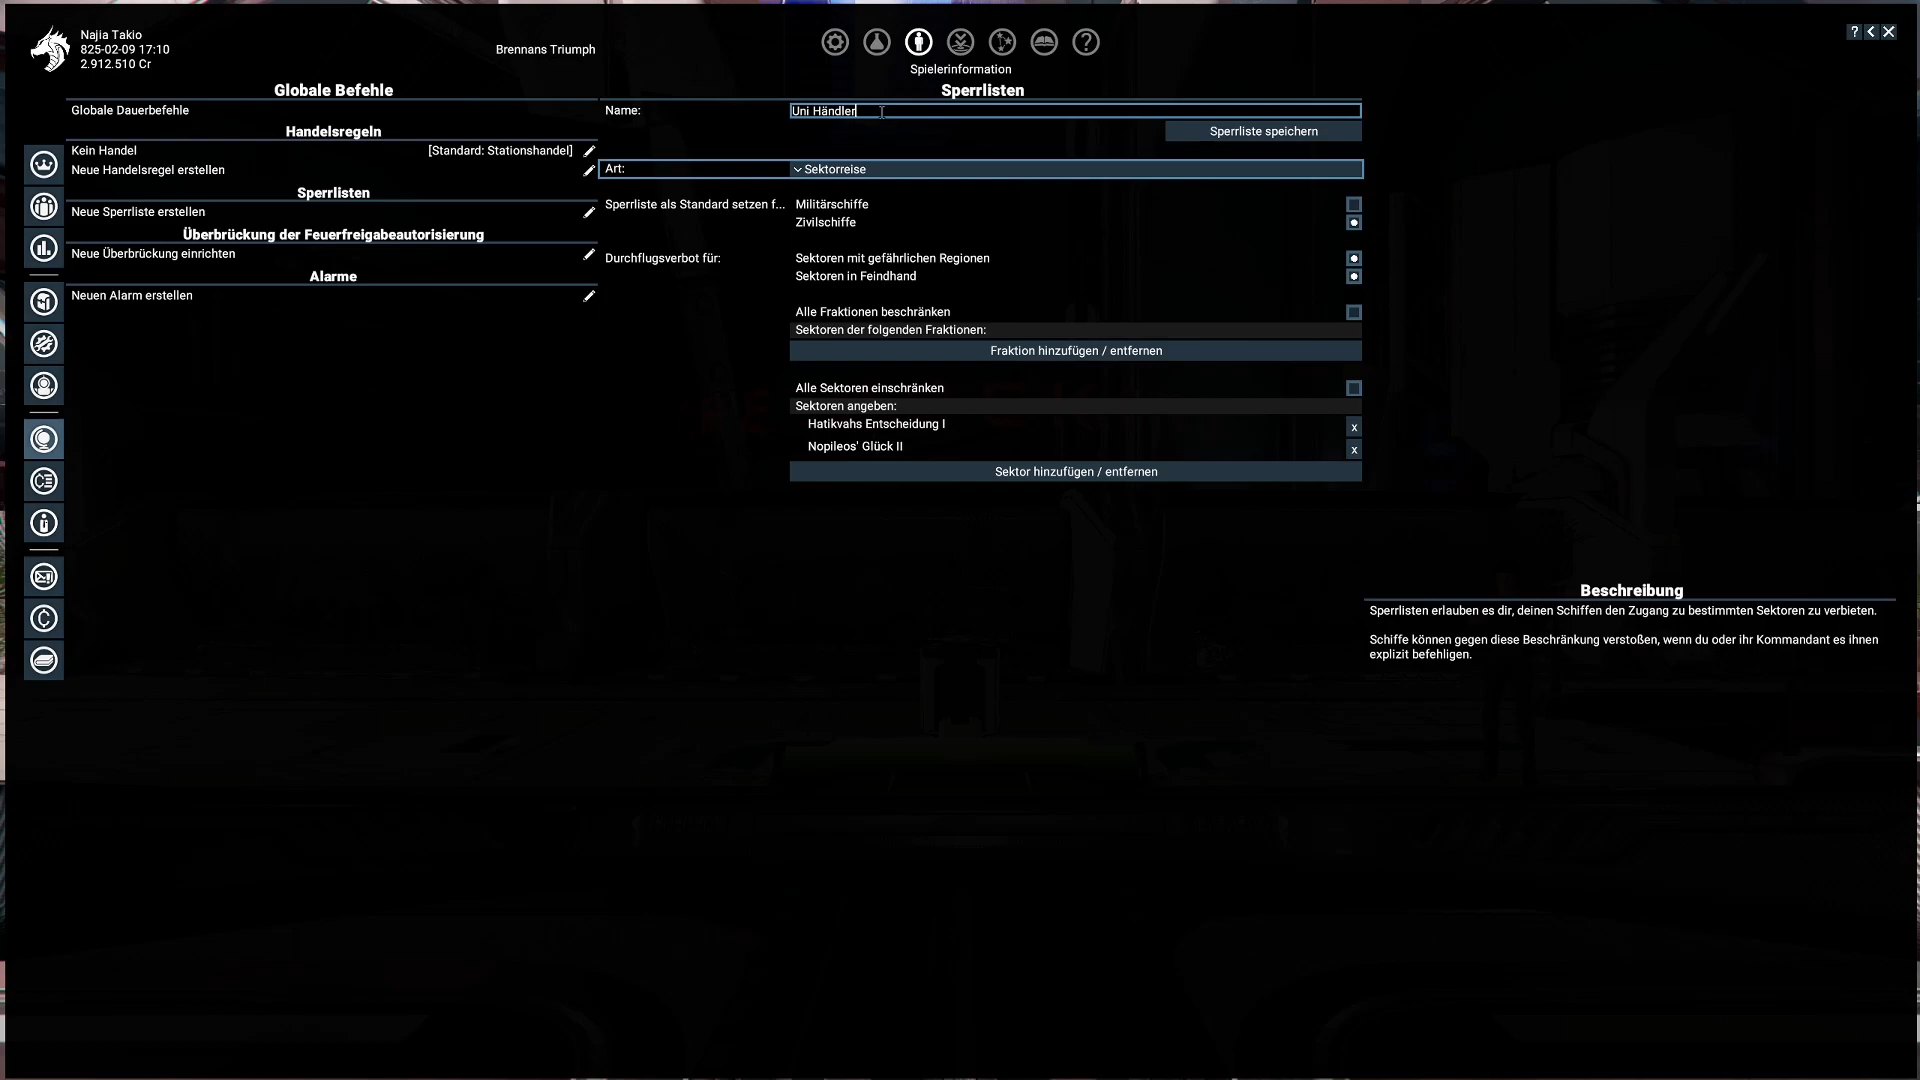 Najia Takio
825-02-09 17:10
2.912.510 Cr
Brennans Triumph
Spielerinformation
? < X
Globale Befehle
Globale Dauerbefehle
Handelsregeln
Kein Handel [Standard: Stationshandel]
Neue Handelsregel erstellen
Sperrlisten
Neue Sperrliste erstellen
Überbrückung der Feuerfreigabeautorisierung
Neue Überbrückung einrichten
Alarme
Neuen Alarm erstellen
Sperrlisten
Name: Uni Händler
Sperrliste speichern
Art: Sektorreise
Sperrliste als Standard setzen f... Militärschiffe
Zivilschiffe
Durchflugsverbot für: Sektoren mit gefährlichen Regionen
Sektoren in Feindhand
Alle Fraktionen beschränken
Sektoren der folgenden Fraktionen:
Fraktion hinzufügen / entfernen
Alle Sektoren einschränken
Sektoren angeben:
Hatikvahs Entscheidung I x
Nopileos' Glück II x
Sektor hinzufügen / entfernen
Beschreibung
Sperrlisten erlauben es dir, deinen Schiffen den Zugang zu bestimmten Sektoren zu verbieten.
Schiffe können gegen diese Beschränkung verstoßen, wenn du oder ihr Kommandant es ihnen
explizit befehligen.